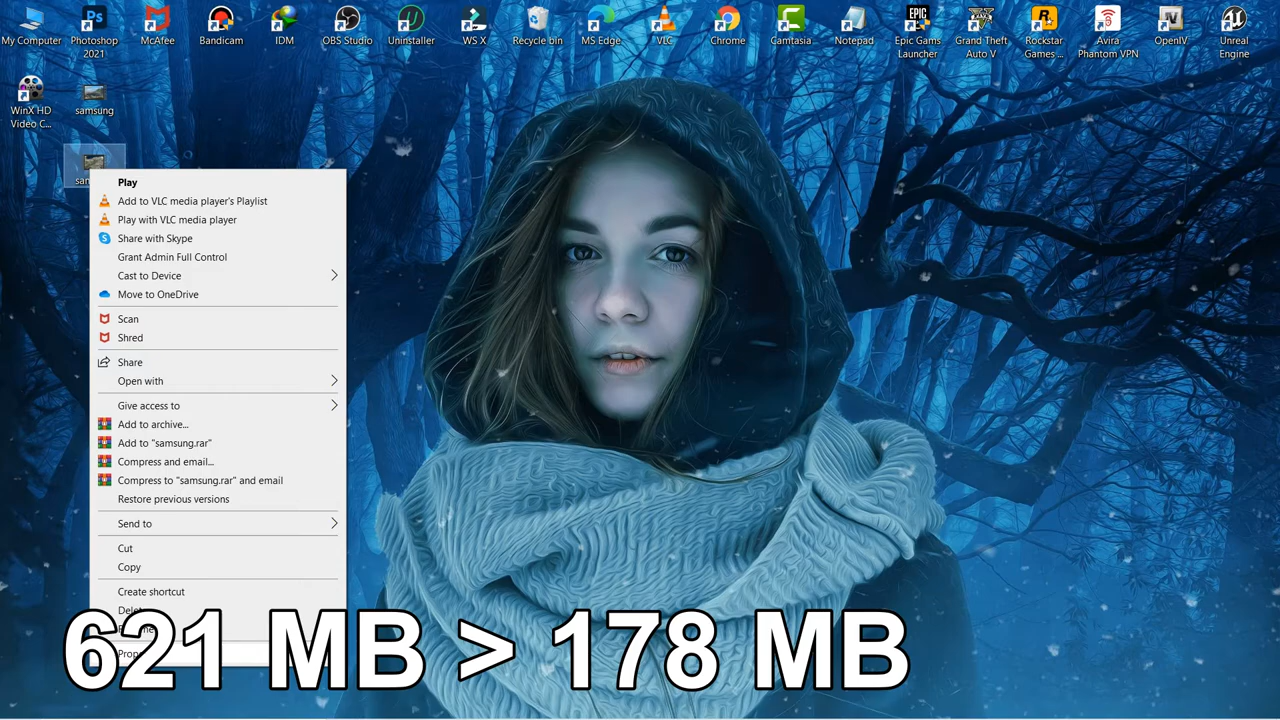 My Computer
Photoshop
2021
McAfee
Bandicam
IDM
OBS Studio
Uninstaller
WS X
Recycle bin
MS Edge
VLC
Chrome
Camtasia
Notepad
Epic Gams
Launcher
Grand Theft
Auto V
Rockstar
Games ...
Avira
Phantom VPN
OpenIV
Unreal
Engine
WinX HD
Video C...
samsung
Play
Add to VLC media player's Playlist
Play with VLC media player
Share with Skype
Grant Admin Full Control
Cast to Device
Move to OneDrive
Scan
Shred
Share
Open with
Give access to
Add to archive...
Add to "samsung.rar"
Compress and email...
Compress to "samsung.rar" and email
Restore previous versions
Send to
Cut
Copy
Create shortcut
621 MB > 178 MB